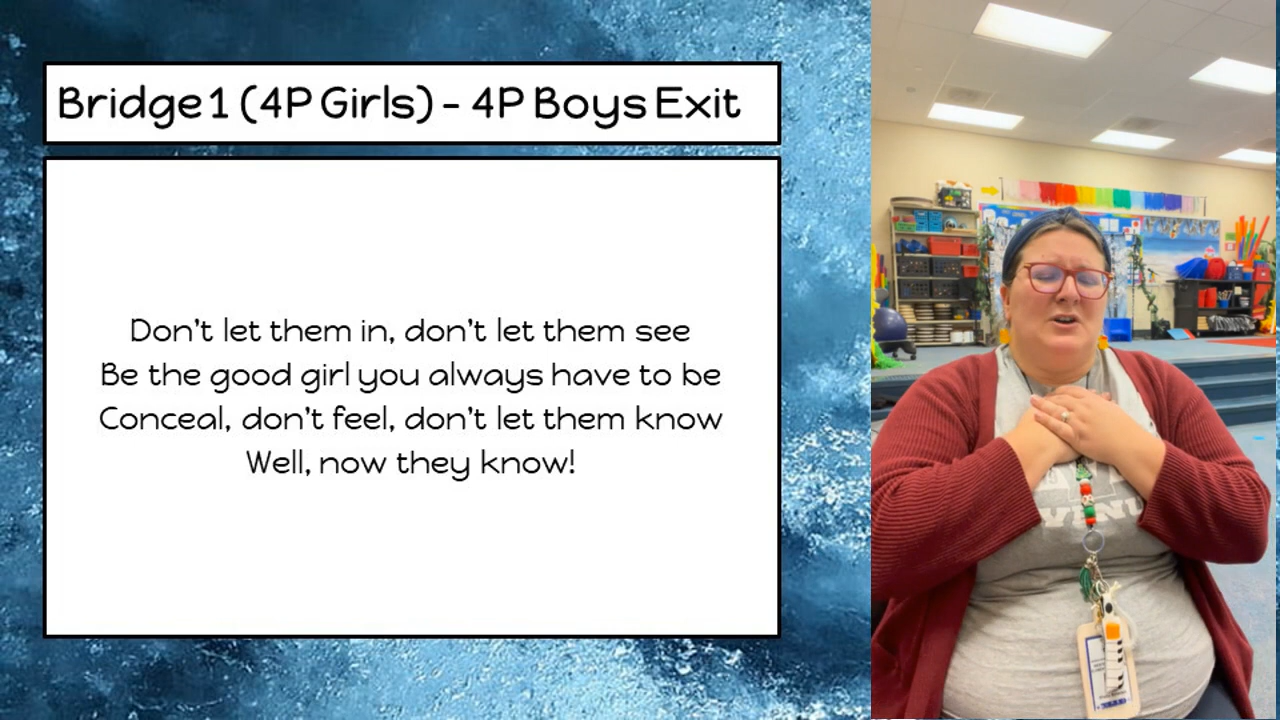 Bridge 1 (4P Girls) - 4P Boys Exit
Don't let them in, don't let them see
Be the good girl you always have to be
Conceal, don't feel, don't let them know
Well, now they know!